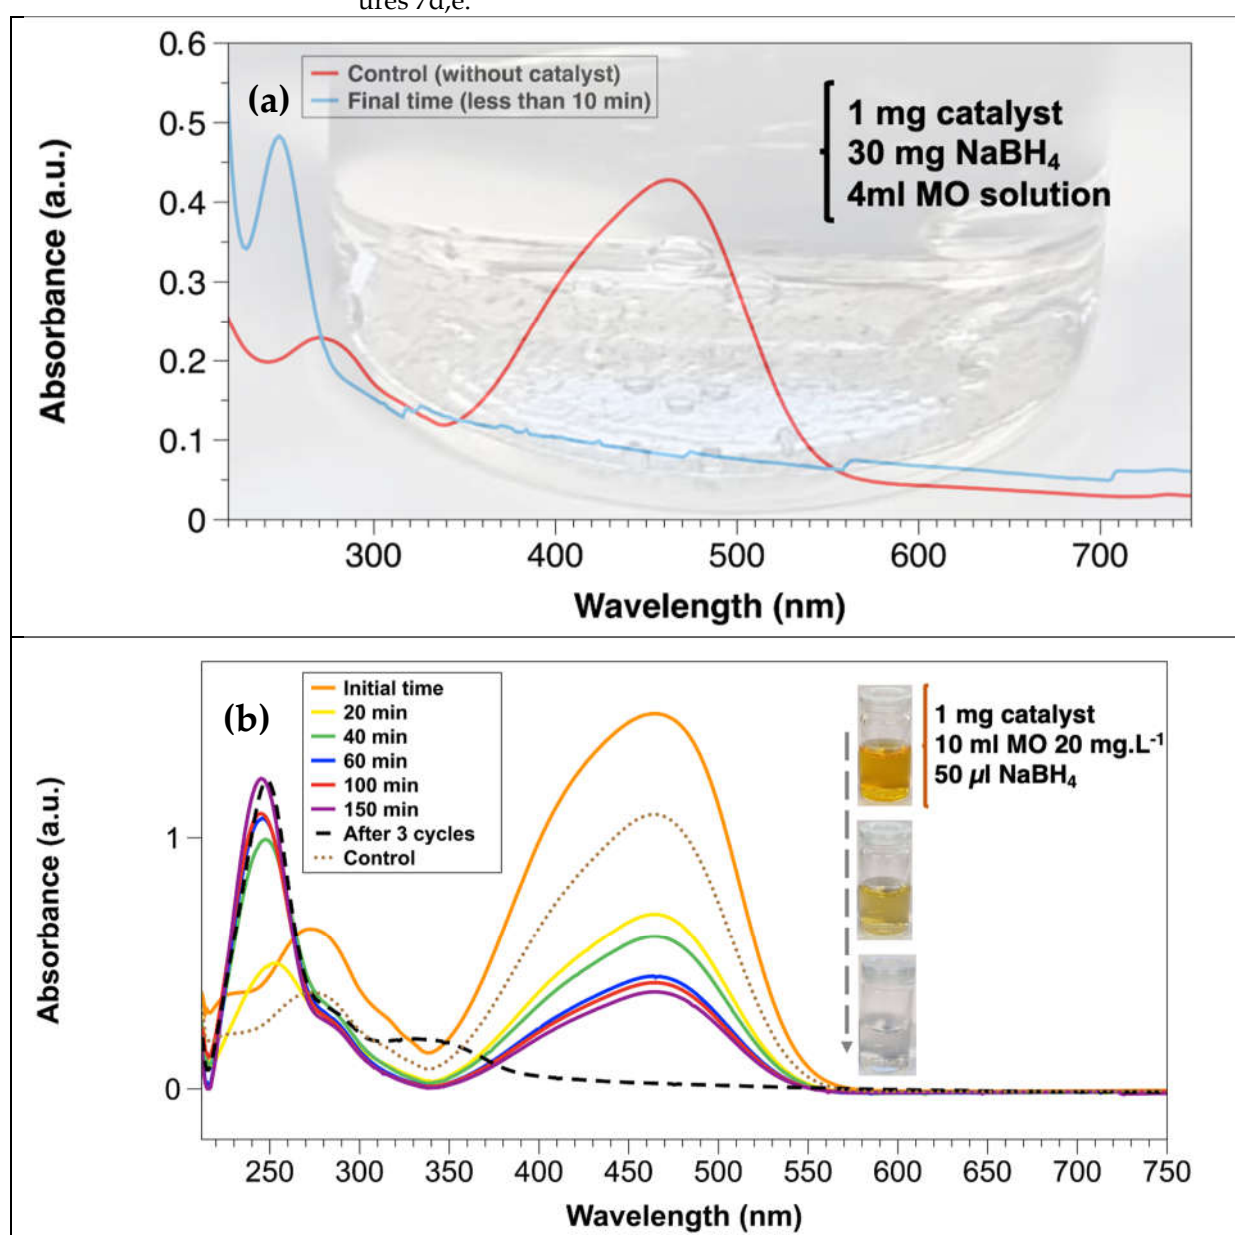 ures 7d,e.
(a)
Control (without catalyst)
Final time (less than 10 min)
1 mg catalyst
30 mg NaBH4
4ml MO solution
Absorbance (a.u.)
0.6
0.5
0.4
0.3
0.2
0.1
0
300 400 500 600 700
Wavelength (nm)
(b)
Initial time
20 min
40 min
60 min
100 min
150 min
After 3 cycles
Control
1 mg catalyst
10 ml MO 20 mg.L-1
50 µl NaBH4
Absorbance (a.u.)
1
0
250 300 350 400 450 500 550 600 650 700 750
Wavelength (nm)